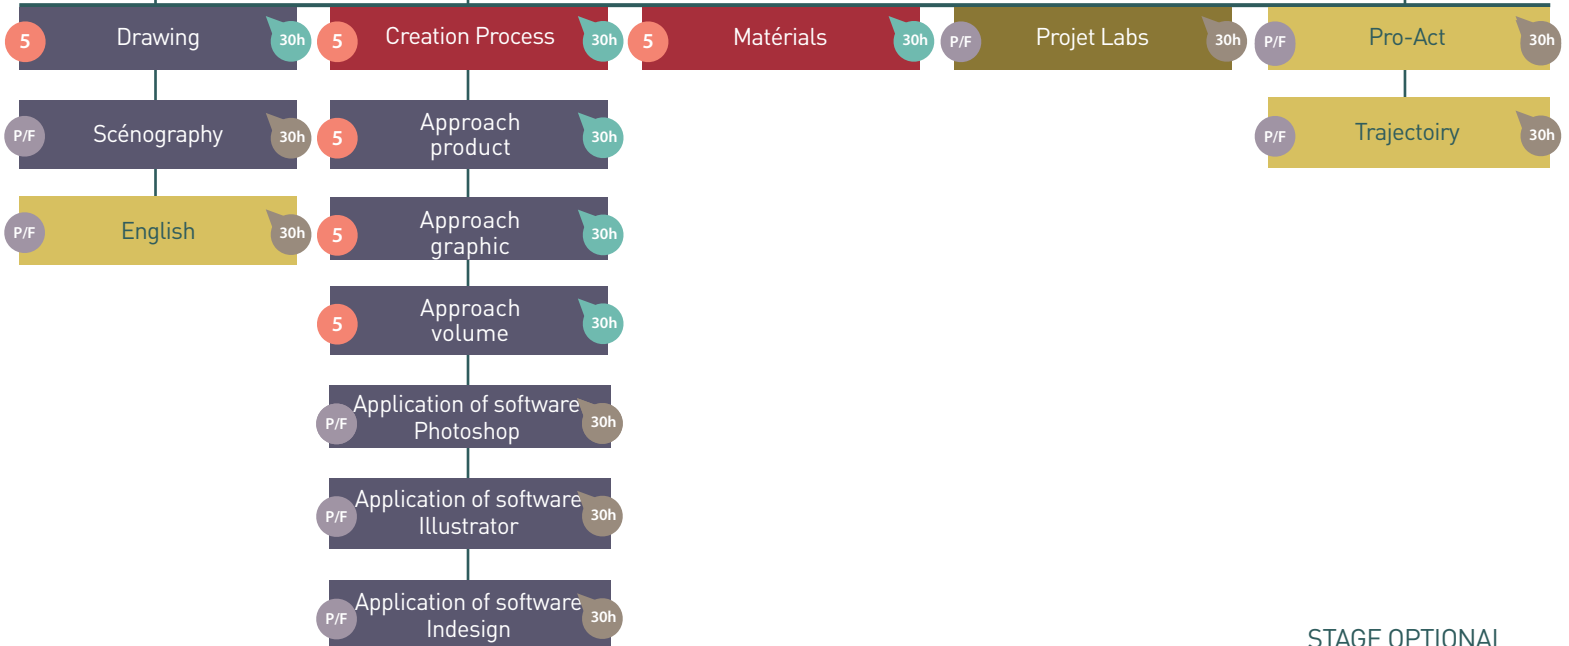 5 Drawing 30h
P/F Scénography 30h
P/F English 30h
5 Creation Process 30h
5 Approach 30h
product
5 Approach 30h
graphic
5 Approach 30h
volume
P/F Application of software 30h
Photoshop
P/F Application of software 30h
Illustrator
P/F Application of software 30h
Indesign
5 Matérials 30h
P/F Projet Labs 30h
P/F Pro-Act 30h
P/F Trajectoiry 30h
STAGE OPTIONAL